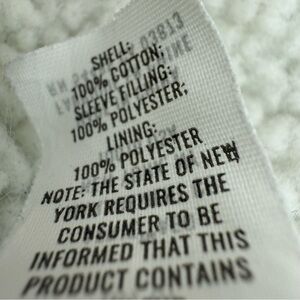 SHELL:
100% COTTON;
SLEEVE FILLING:
100% POLYESTER;
LINING:
100% POLYESTER
NOTE: THE STATE OF NEW
YORK REQUIRES THE
CONSUMER TO BE
INFORMED THAT THIS
PRODUCT CONTAINS